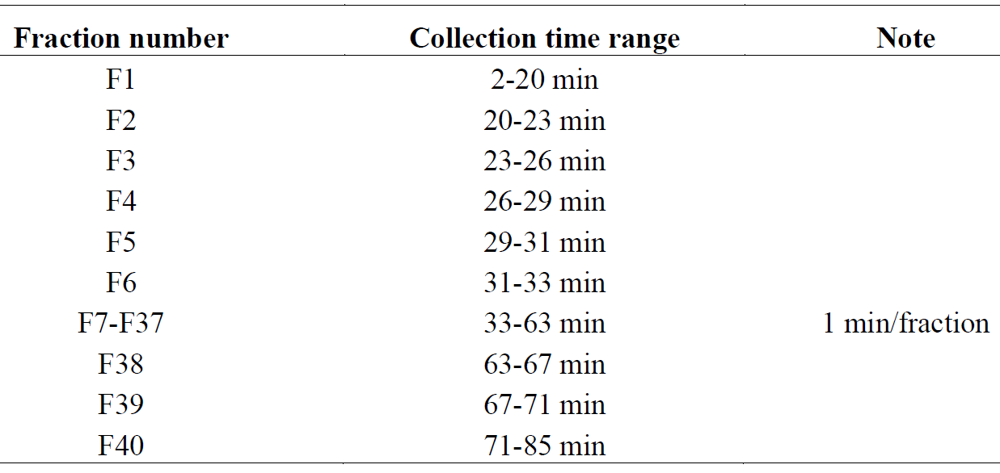 Fraction number Collection time range Note
F1 2-20 min
F2 20-23 min
F3 23-26 min
F4 26-29 min
F5 29-31 min
F6 31-33 min
F7-F37 33-63 min 1 min/fraction
F38 63-67 min
F39 67-71 min
F40 71-85 min